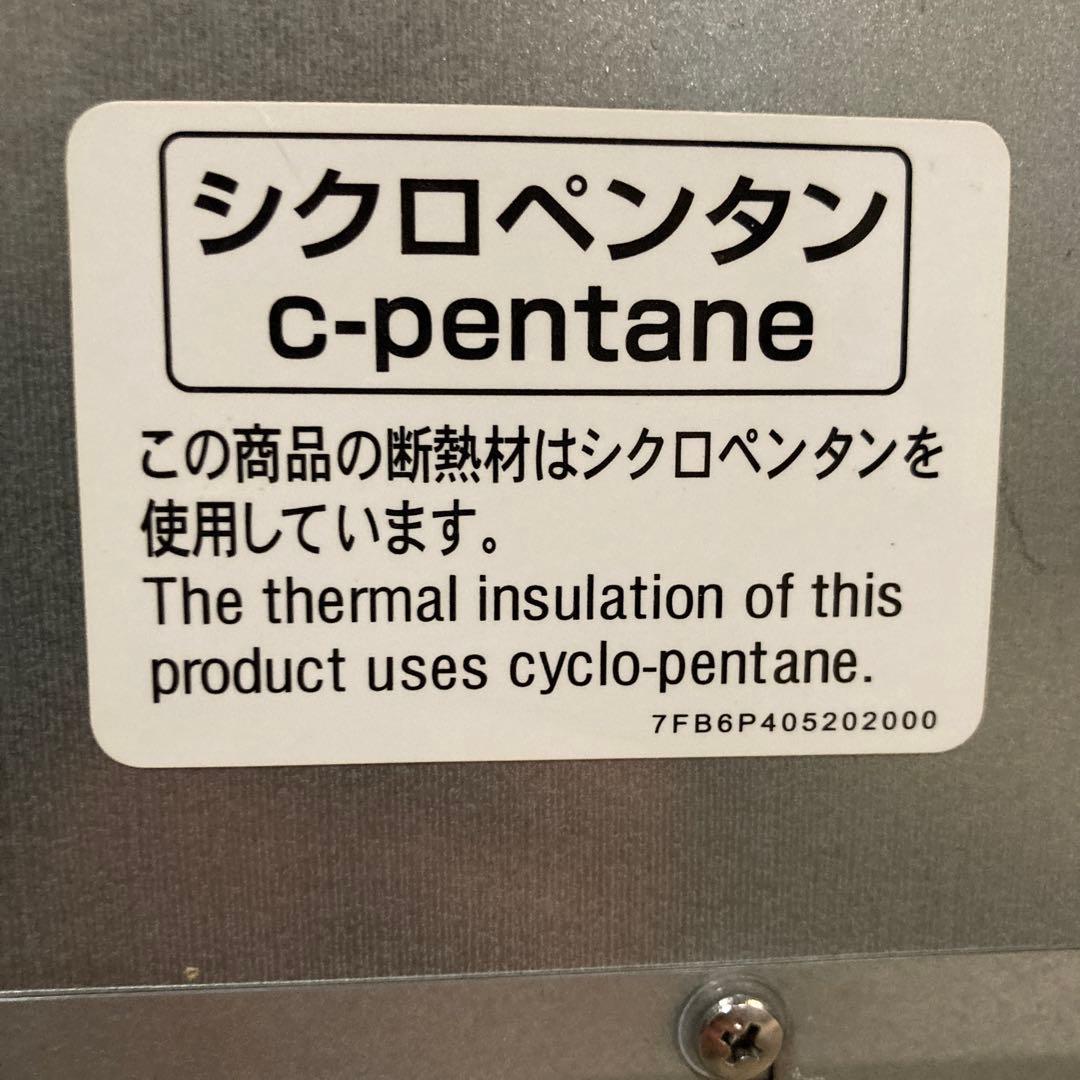 シクロペンタン
c-pentane
この商品の断熱材はシクロペンタンを
使用しています。
The thermal insulation of this
product uses cyclo-pentane.
7FB6P405202000